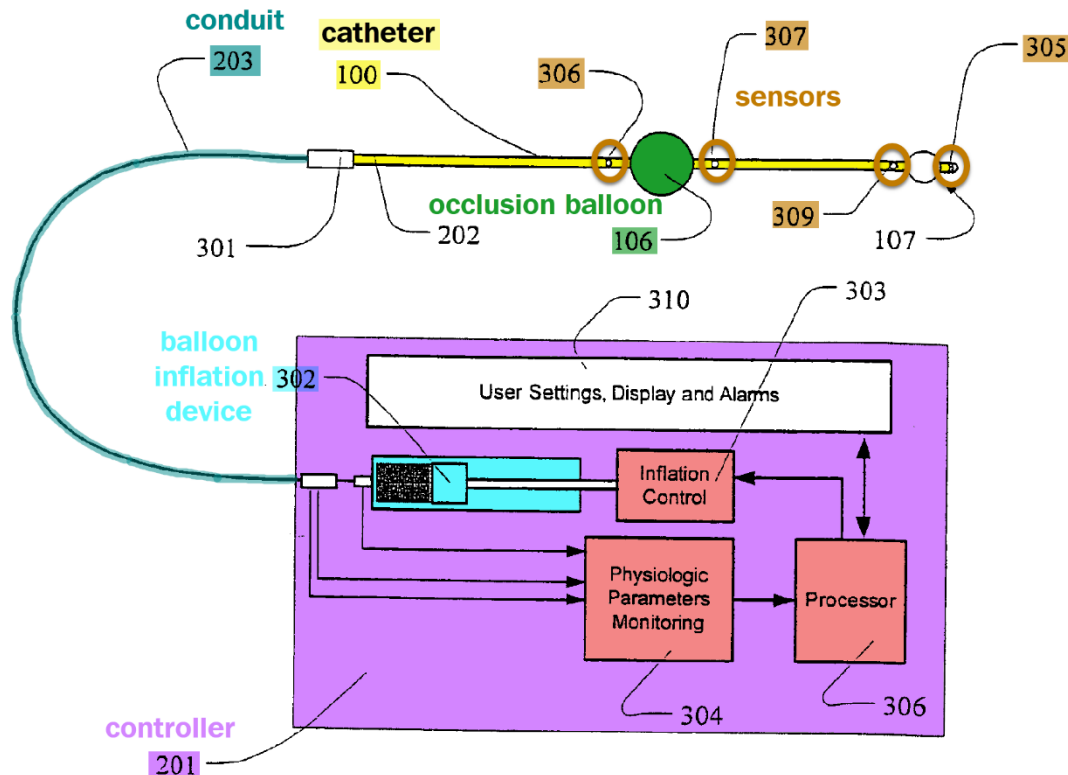 conduit
203
catheter
100
306
307
305
sensors
301
202
occlusion balloon
106
309
107
310
303
balloon
inflation
device
302
User Settings, Display and Alarms
Inflation
Control
Physiologic
Parameters
Monitoring
Processor
304
306
controller
201